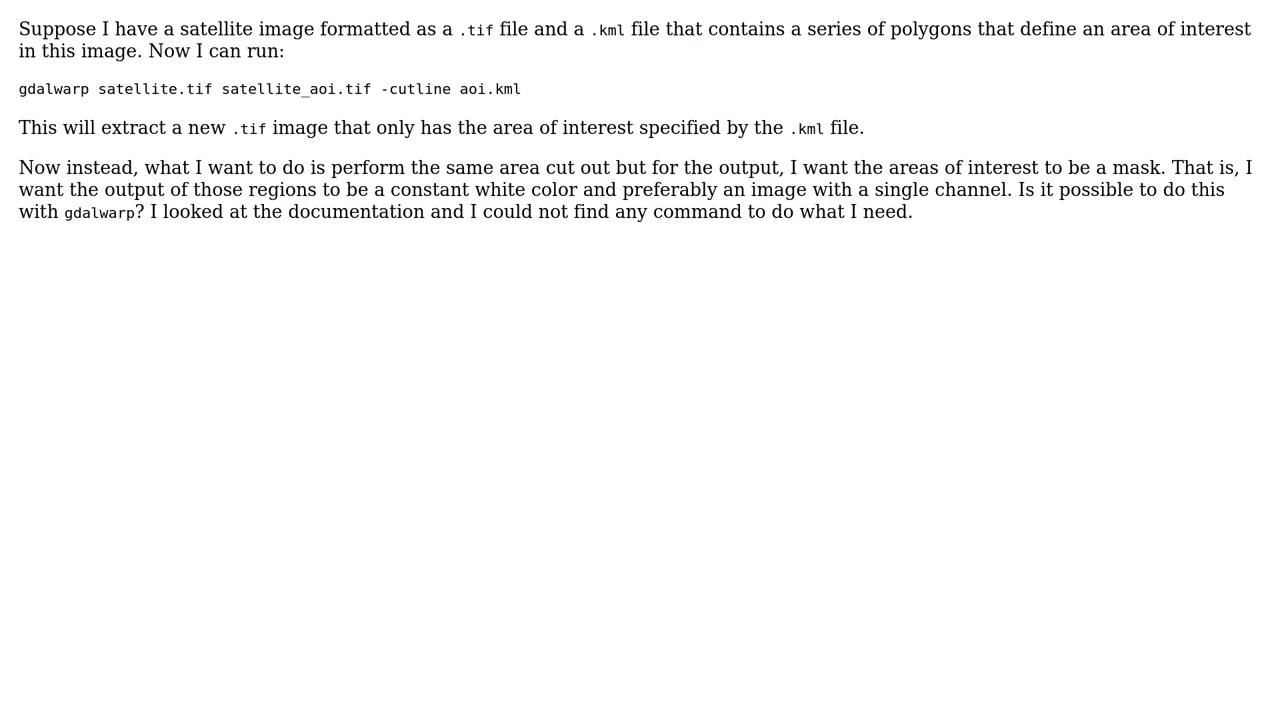 Suppose I have a satellite image formatted as a .tif file and a .kml file that contains a series of polygons that define an area of interest
in this image. Now I can run:
gdalwarp satellite.tif satellite_aoi.tif -cutline aoi.kml
This will extract a new .tif image that only has the area of interest specified by the .kml file.
Now instead, what I want to do is perform the same area cut out but for the output, I want the areas of interest to be a mask. That is, I
want the output of those regions to be a constant white color and preferably an image with a single channel. Is it possible to do this
with gdalwarp? I looked at the documentation and I could not find any command to do what I need.